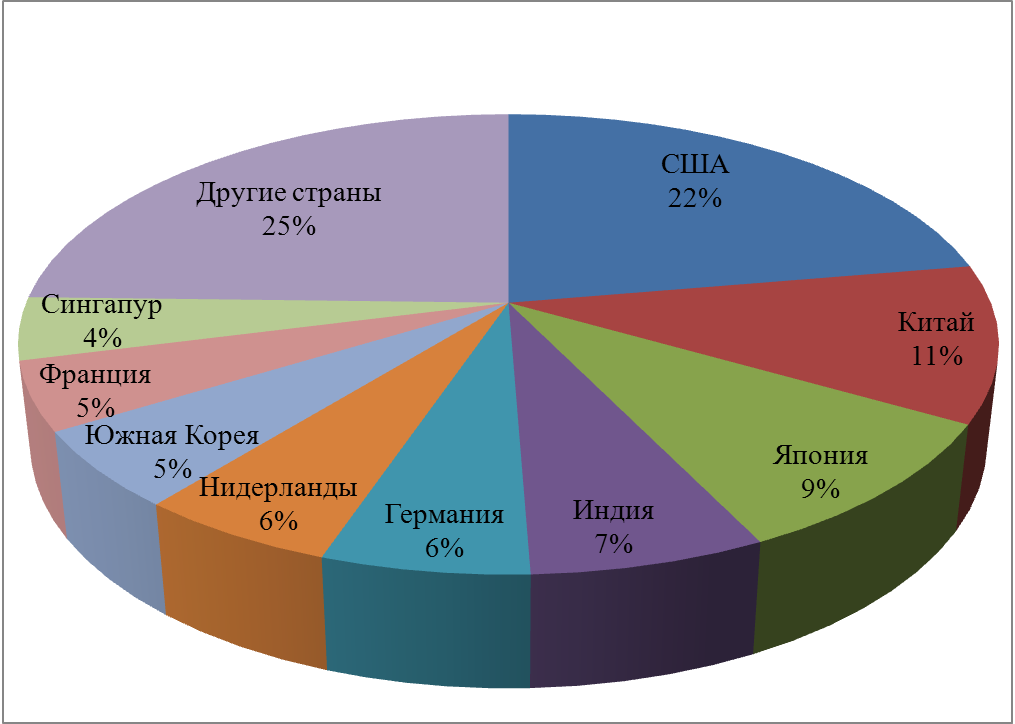 США
22%
Китай
11%
Япония
9%
Индия
7%
Германия
6%
Нидерланды
6%
Южная Корея
5%
Франция
5%
Сингапур
4%
Другие страны
25%